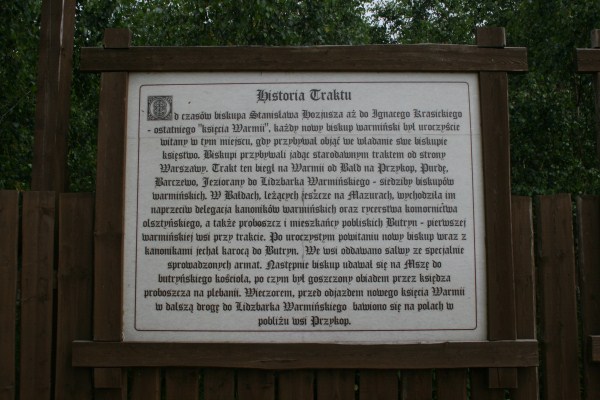 Historia Traktu
Od czasów biskupa Stanisława Hozjusza aż do Ignacego Krasickiego
- ostatniego "księcia Warmii", każdy nowy biskup warmiński był uroczyście
witany w tym miejscu, gdy przybywał objąć we władanie swe biskupie
księstwo. Biskupi przybywali jadąc starodawnym traktem od strony
Warszawy. Trakt ten biegł na Warmii od Bałd na Przykop, Purdę,
Barczewo, Jeziorany do Lidzbarka Warmińskiego - siedziby biskupów
warmińskich. W Bałdach, leżących jeszcze na Mazurach, wychodziła im
naprzeciw delegacja kanoników warmińskich oraz rycerstwa komornictwa
olsztyńskiego, a także proboszcz i mieszkańcy pobliskich Butryn - pierwszej
warmińskiej wsi przy trakcie. Po uroczystym powitaniu nowy biskup wraz z
kanonikami jechał karocą do Butryn. We wsi oddawano salwy ze specjalnie
sprowadzonych armat. Następnie biskup udawał się na Mszę do
butryńskiego kościoła, po czym był goszczony obiadem przez księdza
proboszcza na plebanii. Wieczorem, przed odjazdem nowego księcia Warmii
w dalszą drogę do Lidzbarka Warmińskiego bawiono się na polach w
pobliżu wsi Przykop.